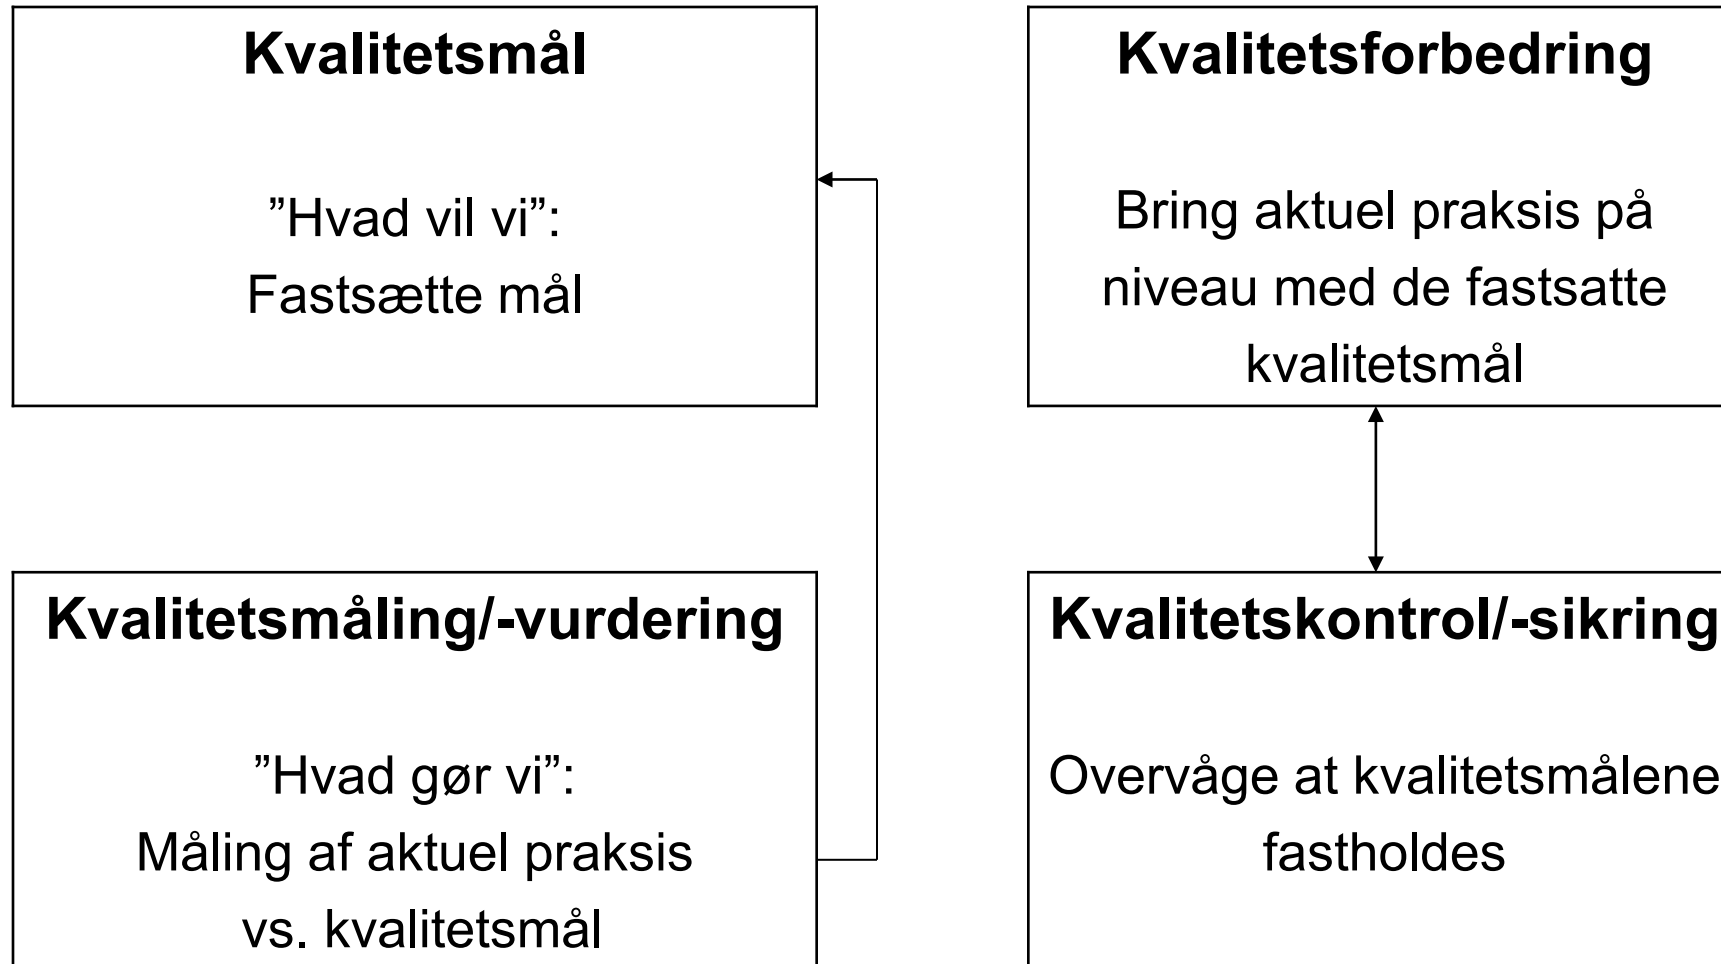 Kvalitetsmål
”Hvad vil vi”:
Fastsætte mål
Kvalitetsforbedring
Bring aktuel praksis på
niveau med de fastsatte
kvalitetsmål
Kvalitetsmåling/-vurdering
”Hvad gør vi”:
Måling af aktuel praksis
vs. kvalitetsmål
Kvalitetskontrol/-sikring
Overvåge at kvalitetsmålene
fastholdes